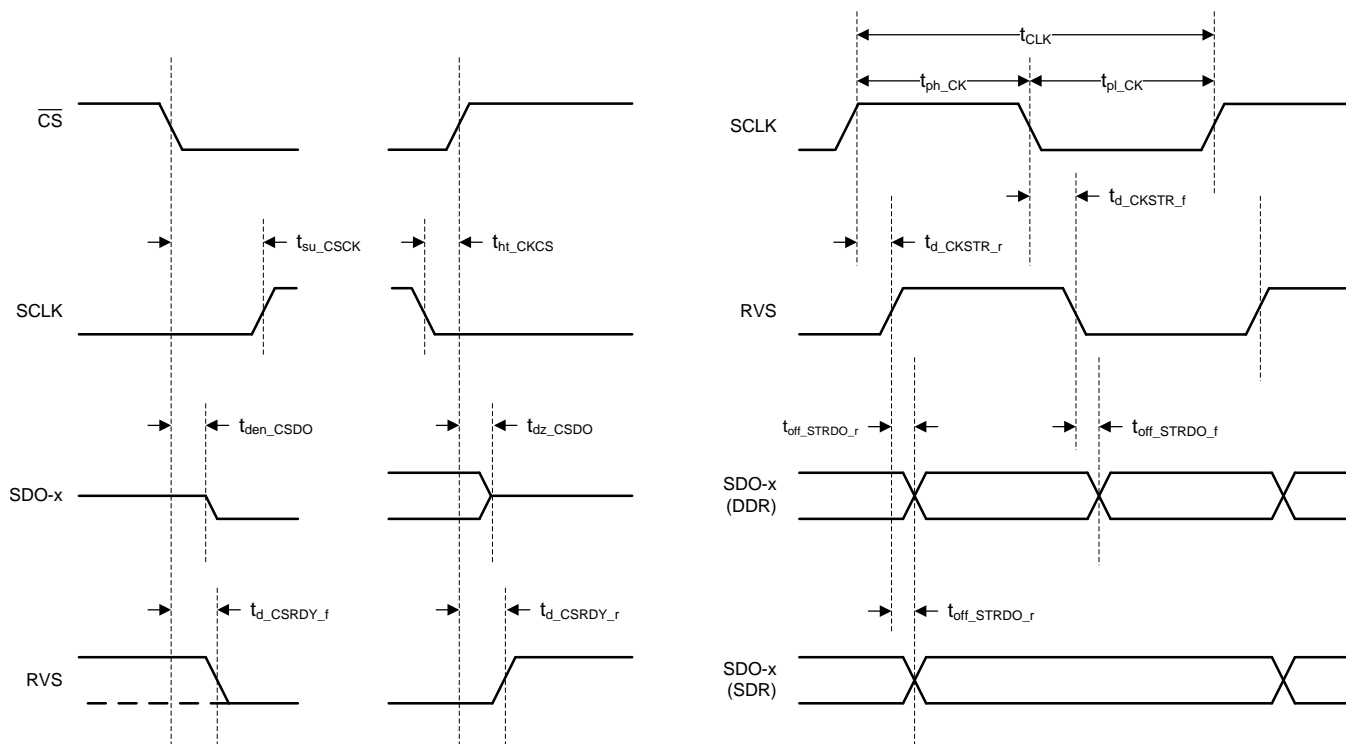 CS
t_su_CSCK
t_ht_CKCS
SCLK
t_den_CSDO
t_dz_CSDO
SDO-x
t_d_CSRDY_f
t_d_CSRDY_r
RVS
t_CLK
t_ph_CK
t_pl_CK
SCLK
t_d_CKSTR_f
t_d_CKSTR_r
RVS
t_off_STRDO_r
t_off_STRDO_f
SDO-x
(DDR)
t_off_STRDO_r
SDO-x
(SDR)